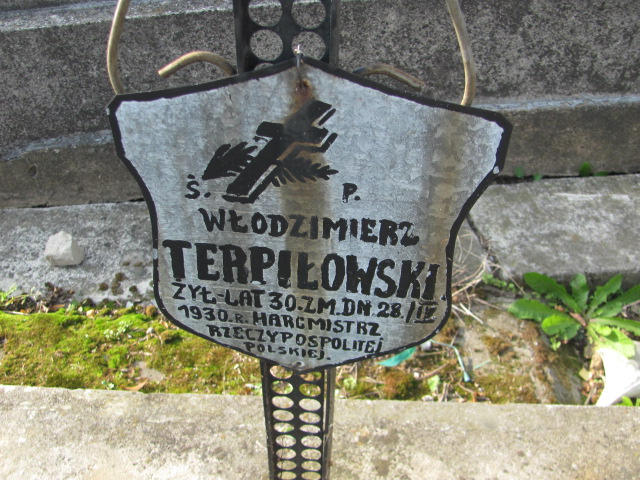 Ś. P.
WŁODZIMIERZ
TERPIŁOWSKI
ŻYŁ-LAT 30. ZM. DN. 28/IX
1930.R. HARCMISTRZ
RZECZYPOSPOLITEJ
POLSKIEJ.